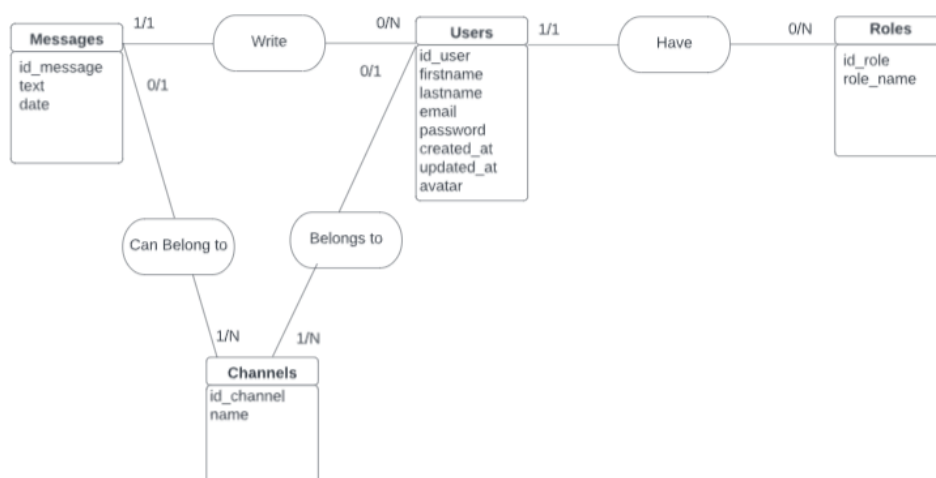 1/1
Write
0/N
1/1
Have
0/N
Messages
id_message
text
date
0/1
0/1
Users
id_user
firstname
lastname
email
password
created_at
updated_at
avatar
Roles
id_role
role_name
Can Belong to
Belongs to
1/N
1/N
Channels
id_channel
name